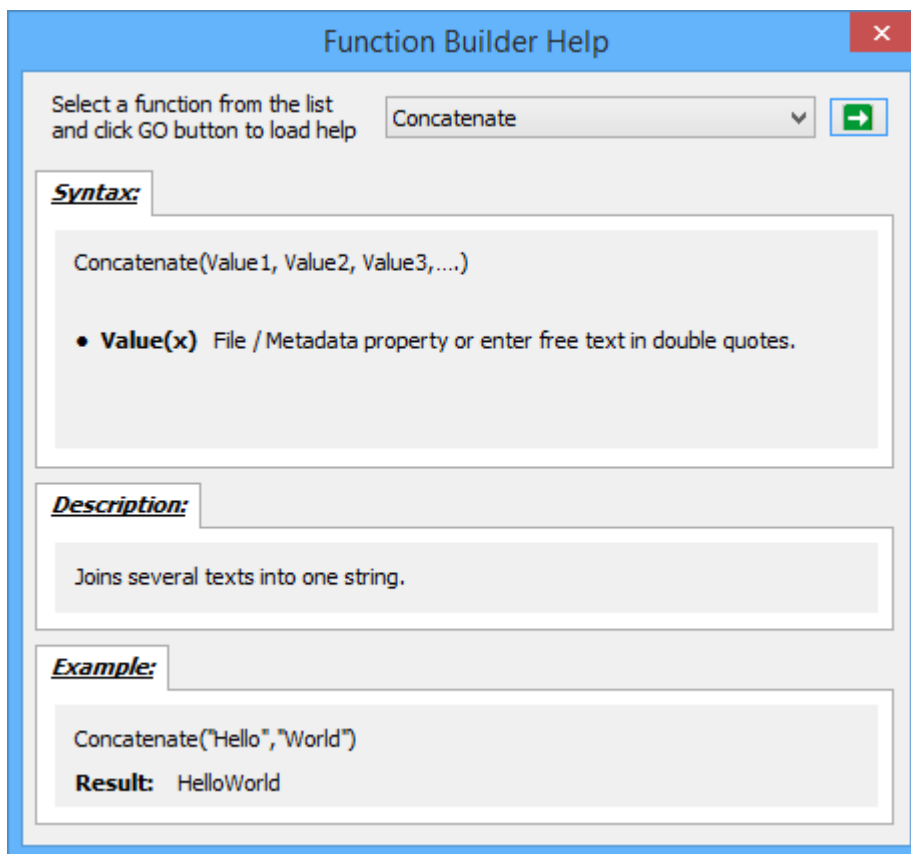 Function Builder Help
Select a function from the list
and click GO button to load help
Concatenate
Syntax:
Concatenate(Value1, Value2, Value3,....)
• Value(x) File / Metadata property or enter free text in double quotes.
Description:
Joins several texts into one string.
Example:
Concatenate("Hello","World")
Result: HelloWorld